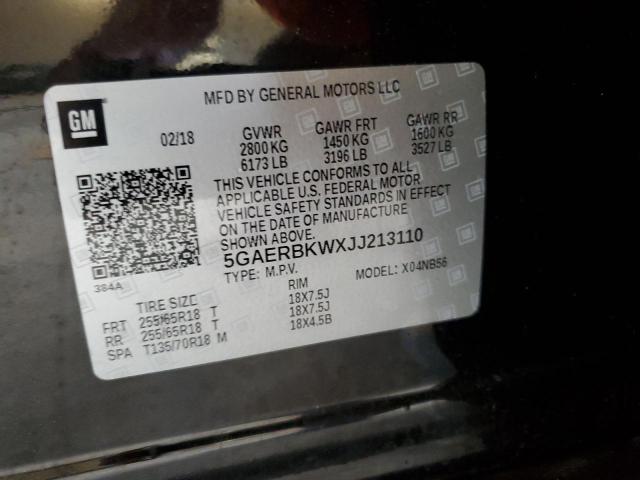 GM
MFD BY GENERAL MOTORS LLC
02/18 GVWR GAWR FRT GAWR RR
2800 KG 1450 KG 1600 KG
6173 LB 3196 LB 3527 LB
THIS VEHICLE CONFORMS TO ALL
APPLICABLE U.S. FEDERAL MOTOR
VEHICLE SAFETY STANDARDS IN EFFECT
ON THE DATE OF MANUFACTURE
SHOWN ABOVE.
5GAERBKWXJJ213110
TYPE: M.P.V. MODEL: X04NB56
384A
TIRE SIZE RIM
FRT 255/65R18 T 18X7.5J
RR 255/65R18 T 18X7.5J
SPA T135/70R18 M 18X4.5B